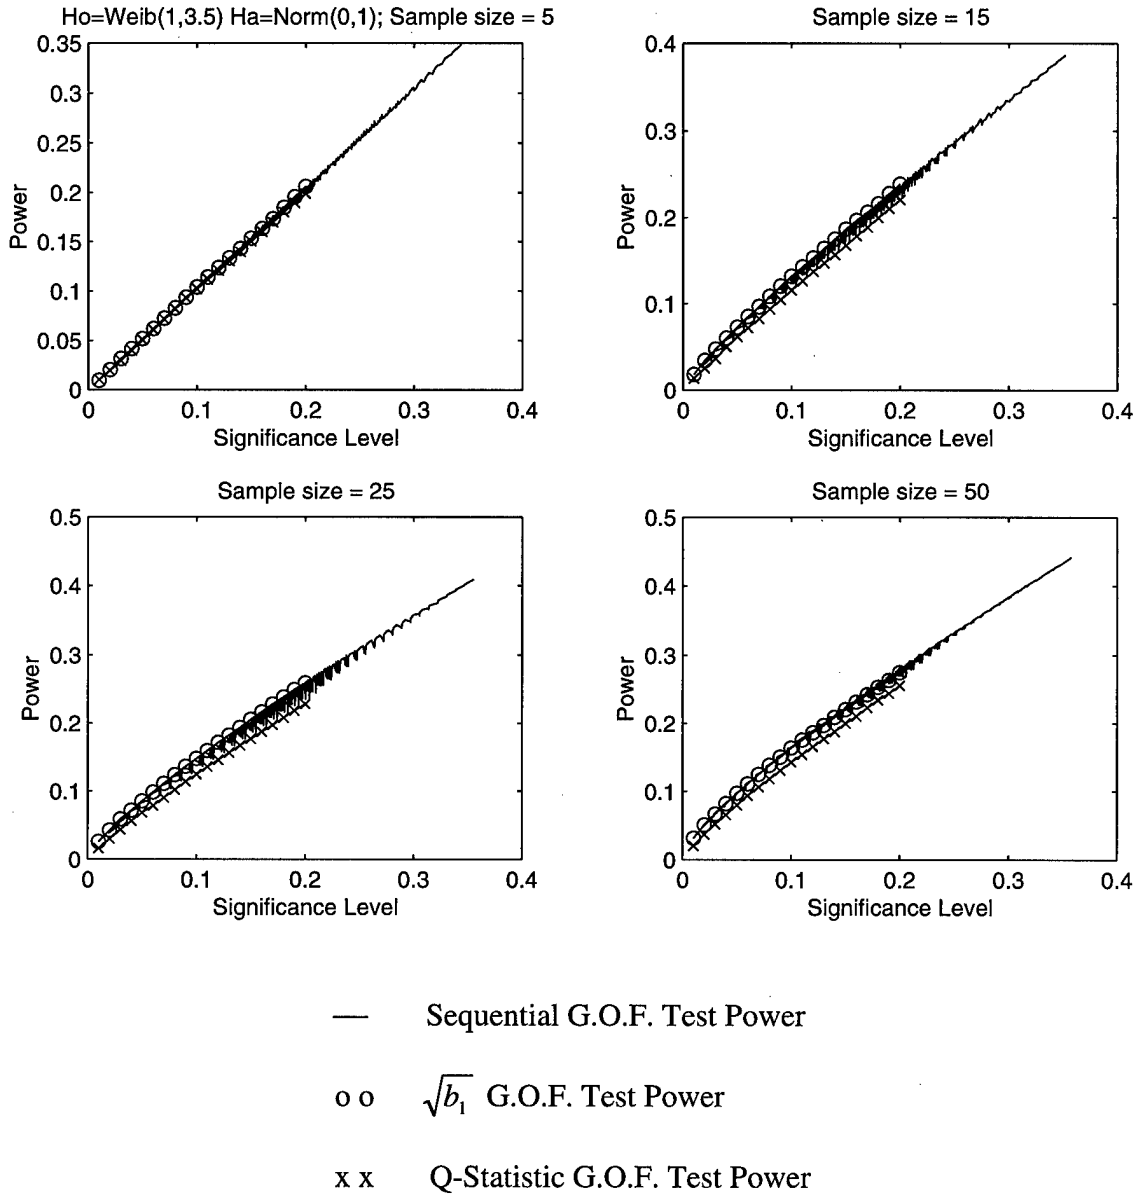 Ho=Weib(1,3.5) Ha=Norm(0,1); Sample size = 5
0.35
0.3
0.25
0.2
0.15
0.1
0.05
0
Power
0 0.1 0.2 0.3 0.4
Significance Level
Sample size = 15
0.4
0.3
0.2
0.1
0
Power
0 0.1 0.2 0.3 0.4
Significance Level
Sample size = 25
0.5
0.4
0.3
0.2
0.1
0
Power
0 0.1 0.2 0.3 0.4
Significance Level
Sample size = 50
0.5
0.4
0.3
0.2
0.1
0
Power
0 0.1 0.2 0.3 0.4
Significance Level
— Sequential G.O.F. Test Power
o o √b₁ G.O.F. Test Power
x x Q-Statistic G.O.F. Test Power